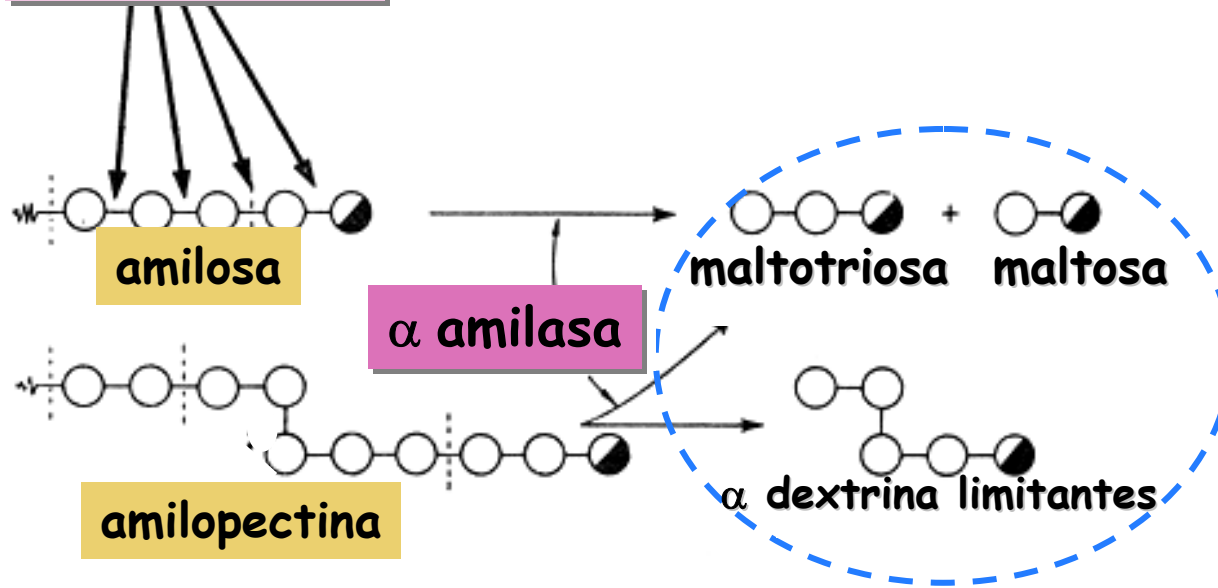 amilosa
maltotriosa + maltosa
α amilasa
α dextrina limitantes
amilopectina